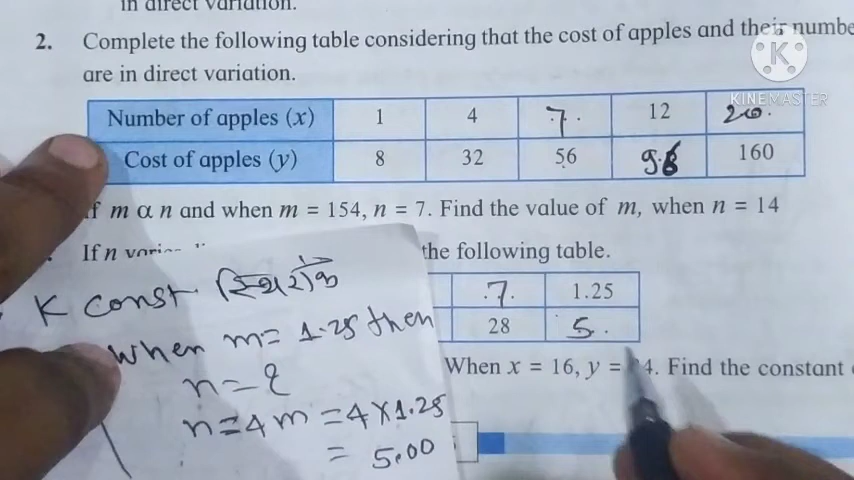 in direct variation.
2. Complete the following table considering that the cost of apples and their numbe
are in direct variation.
K
KINEMASTER
Number of apples (x) 1 4 7 12 20
Cost of apples (y) 8 32 56 96 160
f m α n and when m = 154, n = 7. Find the value of m, when n = 14
If n the following table.
7 1.25
28 5
When x = 16, y = 4. Find the constant
K const
when m = 1.25 then
n = ?
n = 4m = 4 × 1.25
= 5.00